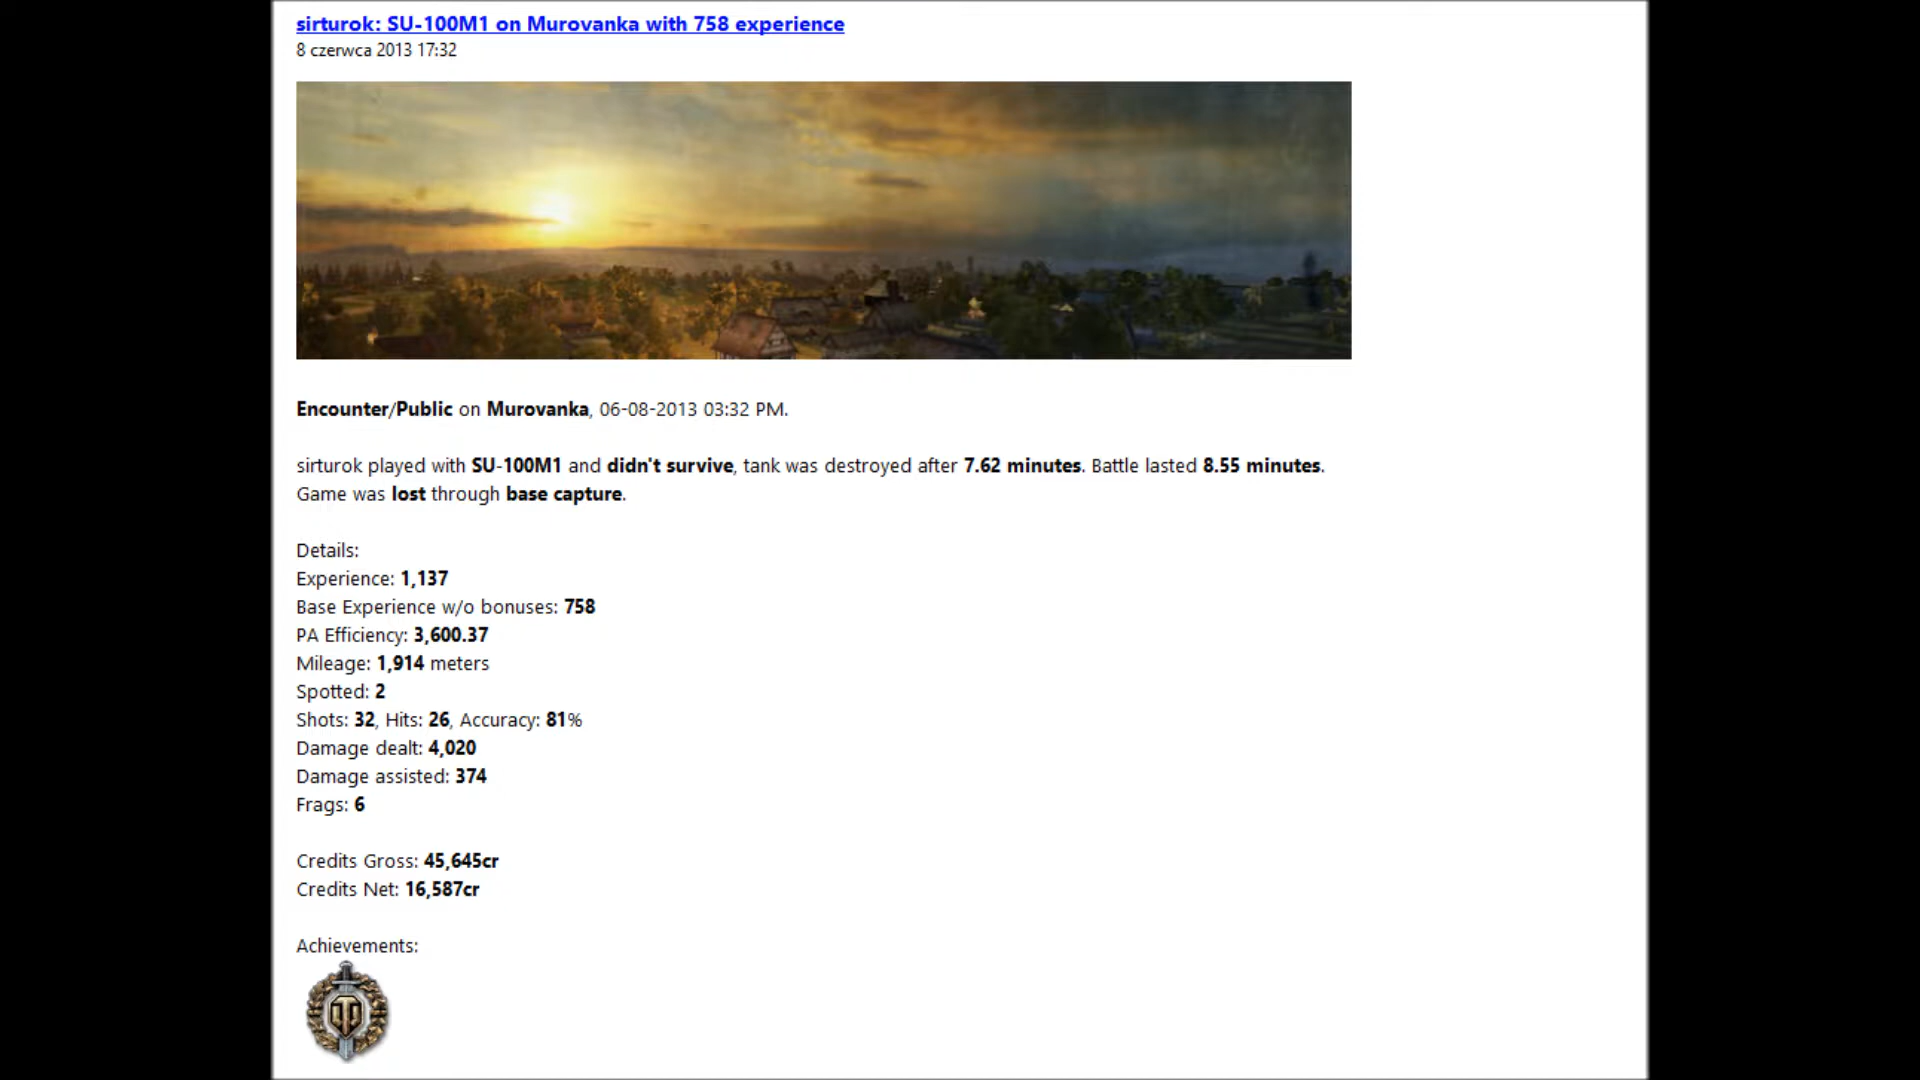 sirturok: SU-100M1 on Murovanka with 758 experience
8 czerwca 2013 17:32
Encounter/Public on Murovanka, 06-08-2013 03:32 PM.
sirturok played with SU-100M1 and didn't survive, tank was destroyed after 7.62 minutes. Battle lasted 8.55 minutes.
Game was lost through base capture.
Details:
Experience: 1,137
Base Experience w/o bonuses: 758
PA Efficiency: 3,600.37
Mileage: 1,914 meters
Spotted: 2
Shots: 32, Hits: 26, Accuracy: 81%
Damage dealt: 4,020
Damage assisted: 374
Frags: 6
Credits Gross: 45,645cr
Credits Net: 16,587cr
Achievements: